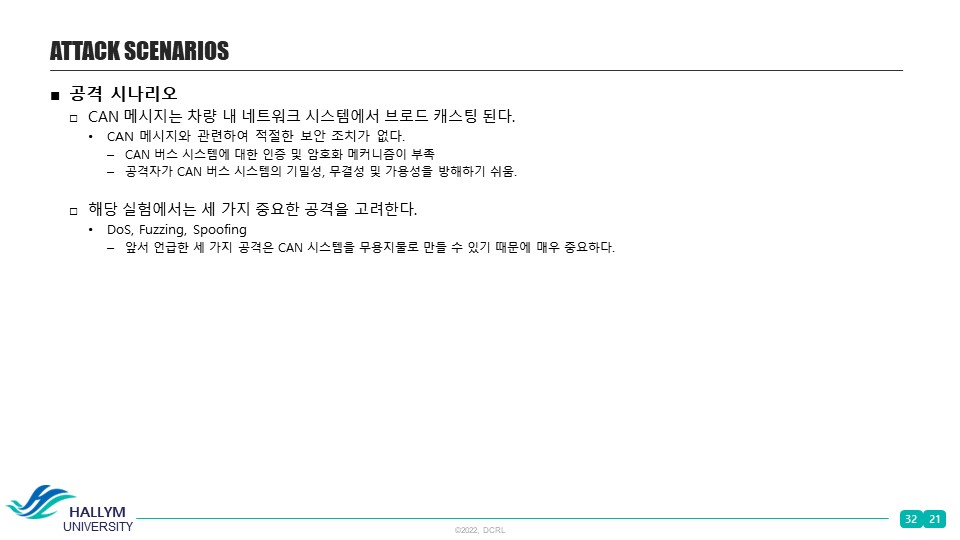 ATTACK SCENARIOS
■ 공격 시나리오
□ CAN 메시지는 차량 내 네트워크 시스템에서 브로드 캐스팅 된다.
• CAN 메시지와 관련하여 적절한 보안 조치가 없다.
– CAN 버스 시스템에 대한 인증 및 암호화 메커니즘이 부족
– 공격자가 CAN 버스 시스템의 기밀성, 무결성 및 가용성을 방해하기 쉬움.
□ 해당 실험에서는 세 가지 중요한 공격을 고려한다.
• DoS, Fuzzing, Spoofing
– 앞서 언급한 세 가지 공격은 CAN 시스템을 무용지물로 만들 수 있기 때문에 매우 중요하다.
HALLYM
UNIVERSITY
©2022, DCRL
32 21